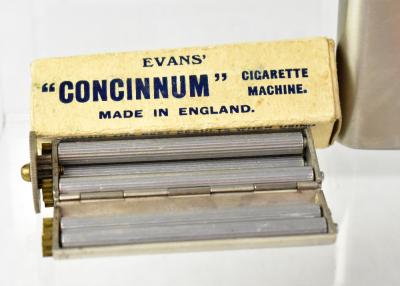 EVANS'
"CONCINNUM" CIGARETTE MACHINE.
MADE IN ENGLAND.